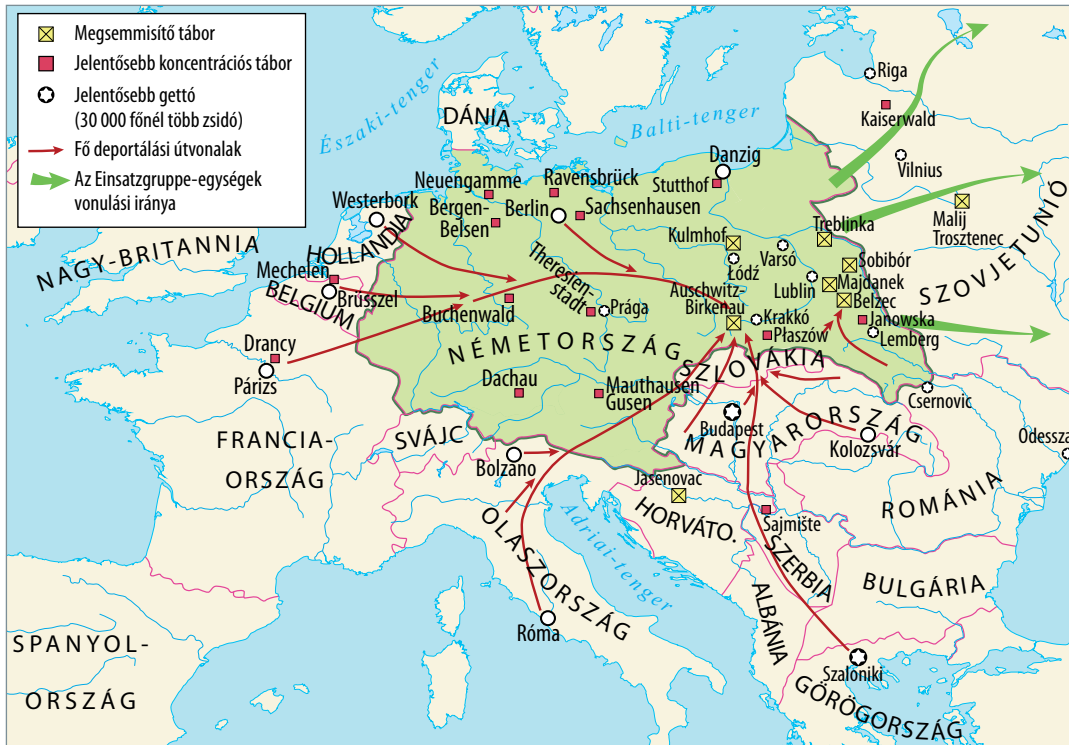 Megsemmisítő tábor
Jelentősebb koncentrációs tábor
Jelentősebb gettó
(30 000 főnél több zsidó)
Fő deportálási útvonalak
Az Einsatzgruppe-egységek
vonulási iránya
DÁNIA
Északi-tenger
Balti-tenger
Riga
Kaiserwald
Vilnius
Danzig
Stutthof
Neuengamme
Ravensbrück
Westerbork
Bergen-
Belsen
Berlin
Sachsenhausen
Malij
Trosztenec
NAGY-BRITANNIA
HOLLANDIA
Kulmhof
Treblinka
Varsó
Łódź
Sobibór
Mechelen
Brüsszel
BELGIUM
Theresien-
stadt
Prága
Lublin
Majdanek
Belzec
SZOVJETUNIÓ
Buchenwald
Auschwitz-
Birkenau
Krakkó
Płaszów
Janowska
Lemberg
Drancy
Párizs
NÉMETORSZÁG
SZLOVÁKIA
Dachau
Mauthausen
Gusen
Csernovic
FRANCIA-
ORSZÁG
SVÁJC
Budapest
MAGYARORSZÁG
Kolozsvár
Odessza
Bolzano
Jasenovac
HORVÁTO.
Sajmište
ROMÁNIA
OLASZORSZÁG
Adriai-tenger
SZERBIA
BULGÁRIA
ALBÁNIA
Róma
SPANYOL-
ORSZÁG
Szaloniki
GÖRÖGORSZÁG